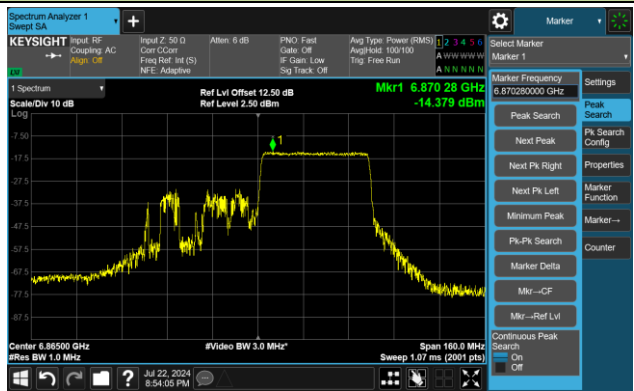 Spectrum Analyzer 1
Swept SA
Marker
KEYSIGHT
Input: RF
Coupling: AC
Align: Off
Input Z: 50 Ω
Corr CCorr
Freq Ref: Int (S)
NFE: Adaptive
Atten: 6 dB
PNO: Fast
Gate: Off
IF Gain: Low
Sig Track: Off
Avg Type: Power (RMS)
Avg|Hold: 100/100
Trig: Free Run
1 2 3 4 5 6
A W W W W W
A N N N N N
Select Marker
Marker 1
1 Spectrum
Scale/Div 10 dB
Log
Ref Lvl Offset 12.50 dB
Ref Level 2.50 dBm
Mkr1 6.870 28 GHz
-14.379 dBm
1
-7.50
-17.5
-27.5
-37.5
-47.5
-57.5
-67.5
-77.5
-87.5
Center 6.86500 GHz
#Res BW 1.0 MHz
#Video BW 3.0 MHz*
Span 160.0 MHz
Sweep 1.07 ms (2001 pts)
Marker Frequency
6.870280000 GHz
Peak Search
Next Peak
Next Pk Right
Next Pk Left
Minimum Peak
Pk-Pk Search
Marker Delta
Mkr→CF
Mkr→Ref Lvl
Continuous Peak
Search
On
Off
Settings
Peak
Search
Pk Search
Config
Properties
Marker
Function
Marker→
Counter
Jul 22, 2024
8:54:05 PM